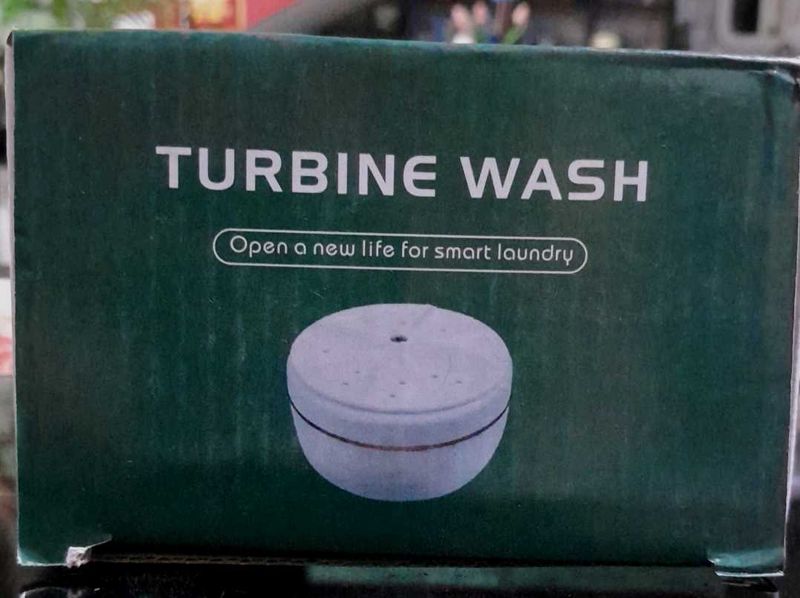 TURBINE WASH
Open a new life for smart laundry